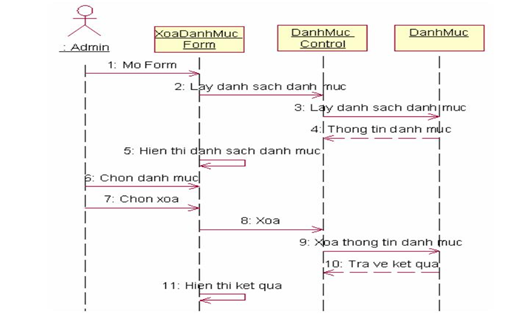 : Admin
XoaDanhMuc
Form
DanhMuc
Control
DanhMuc
1: Mo Form
2: Lay danh sach danh muc
3: Lay danh sach danh muc
4: Thong tin danh muc
5: Hien thi danh sach danh muc
6: Chon danh muc
7: Chon xoa
8: Xoa
9: Xoa thong tin danh muc
10: Tra ve ket qua
11: Hien thi ket qua